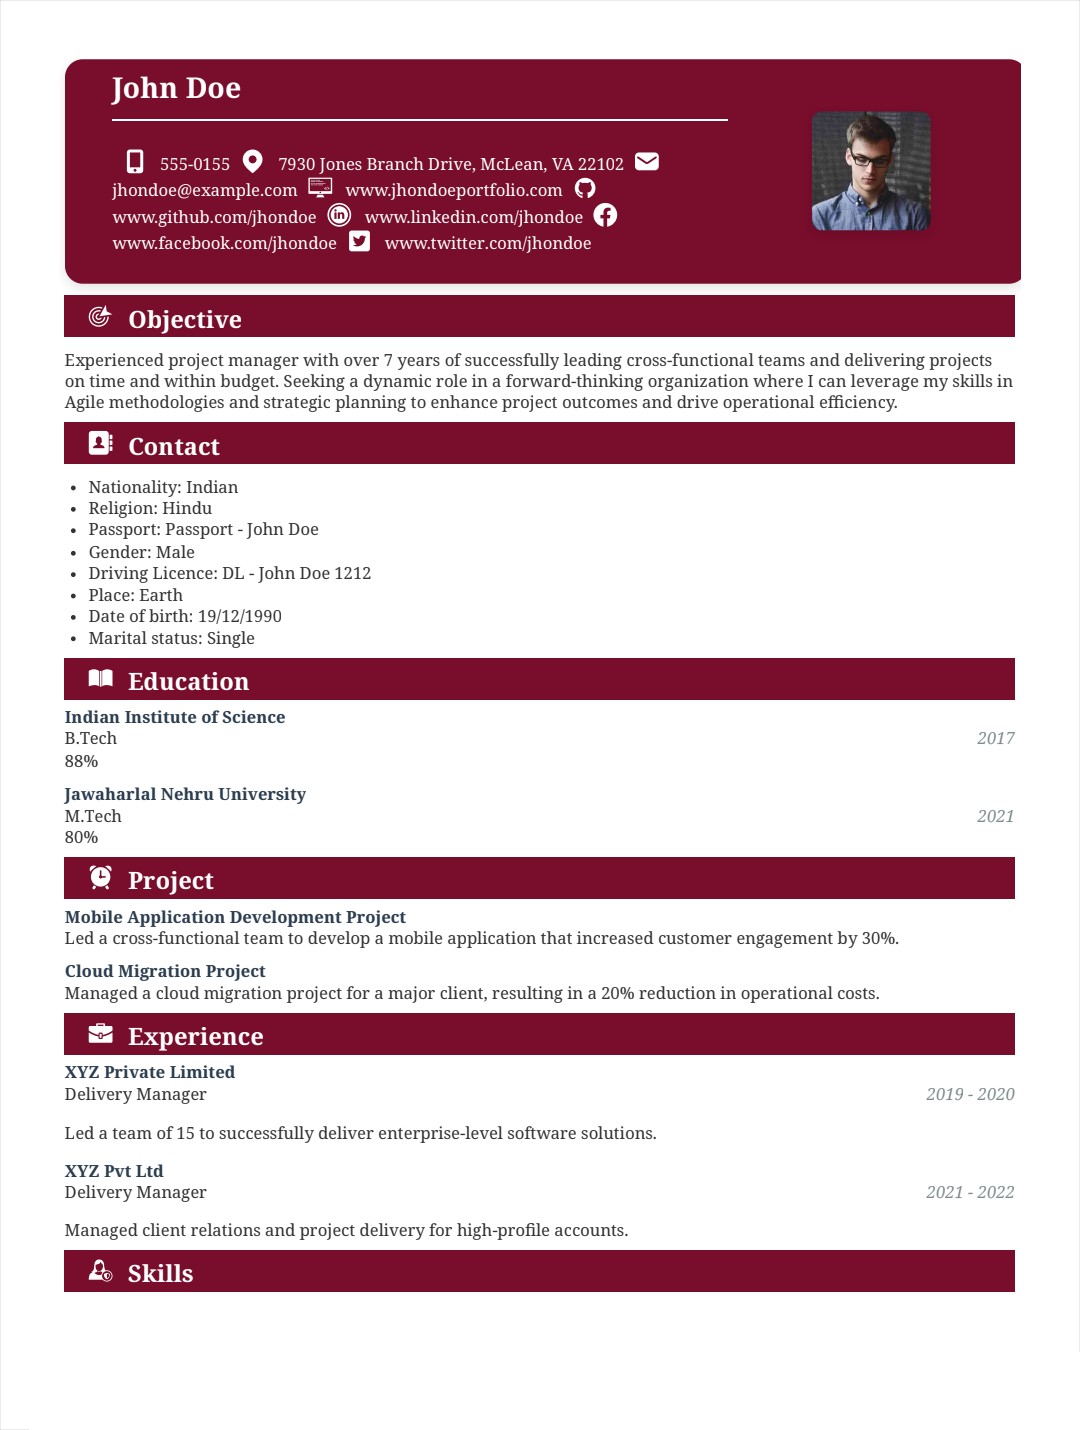 John Doe
555-0155 7930 Jones Branch Drive, McLean, VA 22102
jhondoe@example.com www.jhondoeportfolio.com
www.github.com/jhondoe www.linkedin.com/jhondoe
www.facebook.com/jhondoe www.twitter.com/jhondoe
Objective
Experienced project manager with over 7 years of successfully leading cross-functional teams and delivering projects
on time and within budget. Seeking a dynamic role in a forward-thinking organization where I can leverage my skills in
Agile methodologies and strategic planning to enhance project outcomes and drive operational efficiency.
Contact
• Nationality: Indian
• Religion: Hindu
• Passport: Passport - John Doe
• Gender: Male
• Driving Licence: DL - John Doe 1212
• Place: Earth
• Date of birth: 19/12/1990
• Marital status: Single
Education
Indian Institute of Science
B.Tech 2017
88%
Jawaharlal Nehru University
M.Tech 2021
80%
Project
Mobile Application Development Project
Led a cross-functional team to develop a mobile application that increased customer engagement by 30%.
Cloud Migration Project
Managed a cloud migration project for a major client, resulting in a 20% reduction in operational costs.
Experience
XYZ Private Limited
Delivery Manager 2019 - 2020
Led a team of 15 to successfully deliver enterprise-level software solutions.
XYZ Pvt Ltd
Delivery Manager 2021 - 2022
Managed client relations and project delivery for high-profile accounts.
Skills